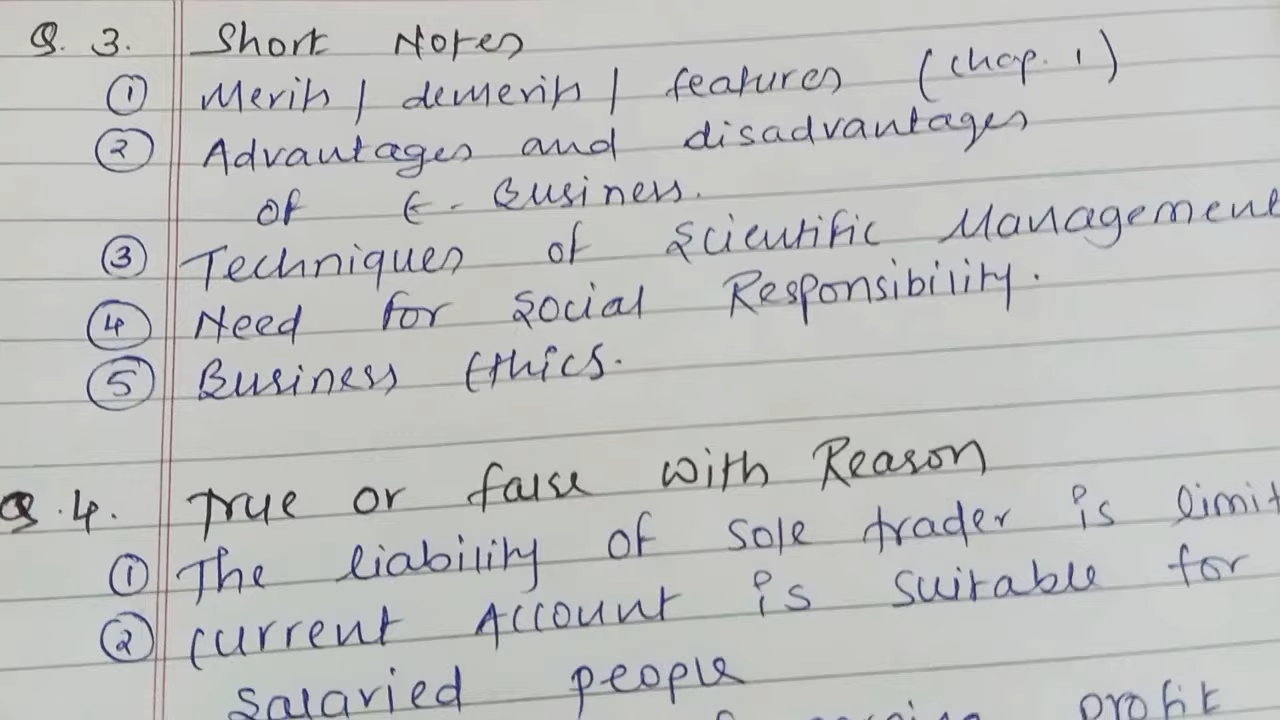 Q. 3. Short Notes
① Merits / demerits / features (chap. 1)
② Advantages and disadvantages
of E-Business.
③ Techniques of Scientific Management
④ Need for Social Responsibility.
⑤ Business Ethics.
Q.4. True or false with Reason
① The liability of sole trader is limit
② Current Account is suitable for
salaried people
profit